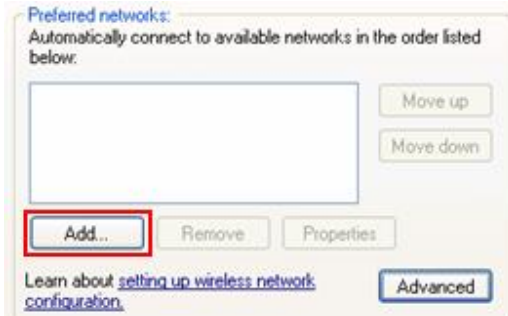 Preferred networks:
Automatically connect to available networks in the order listed
below:
Move up
Move down
Add...
Remove
Properties
Learn about setting up wireless network
configuration.
Advanced